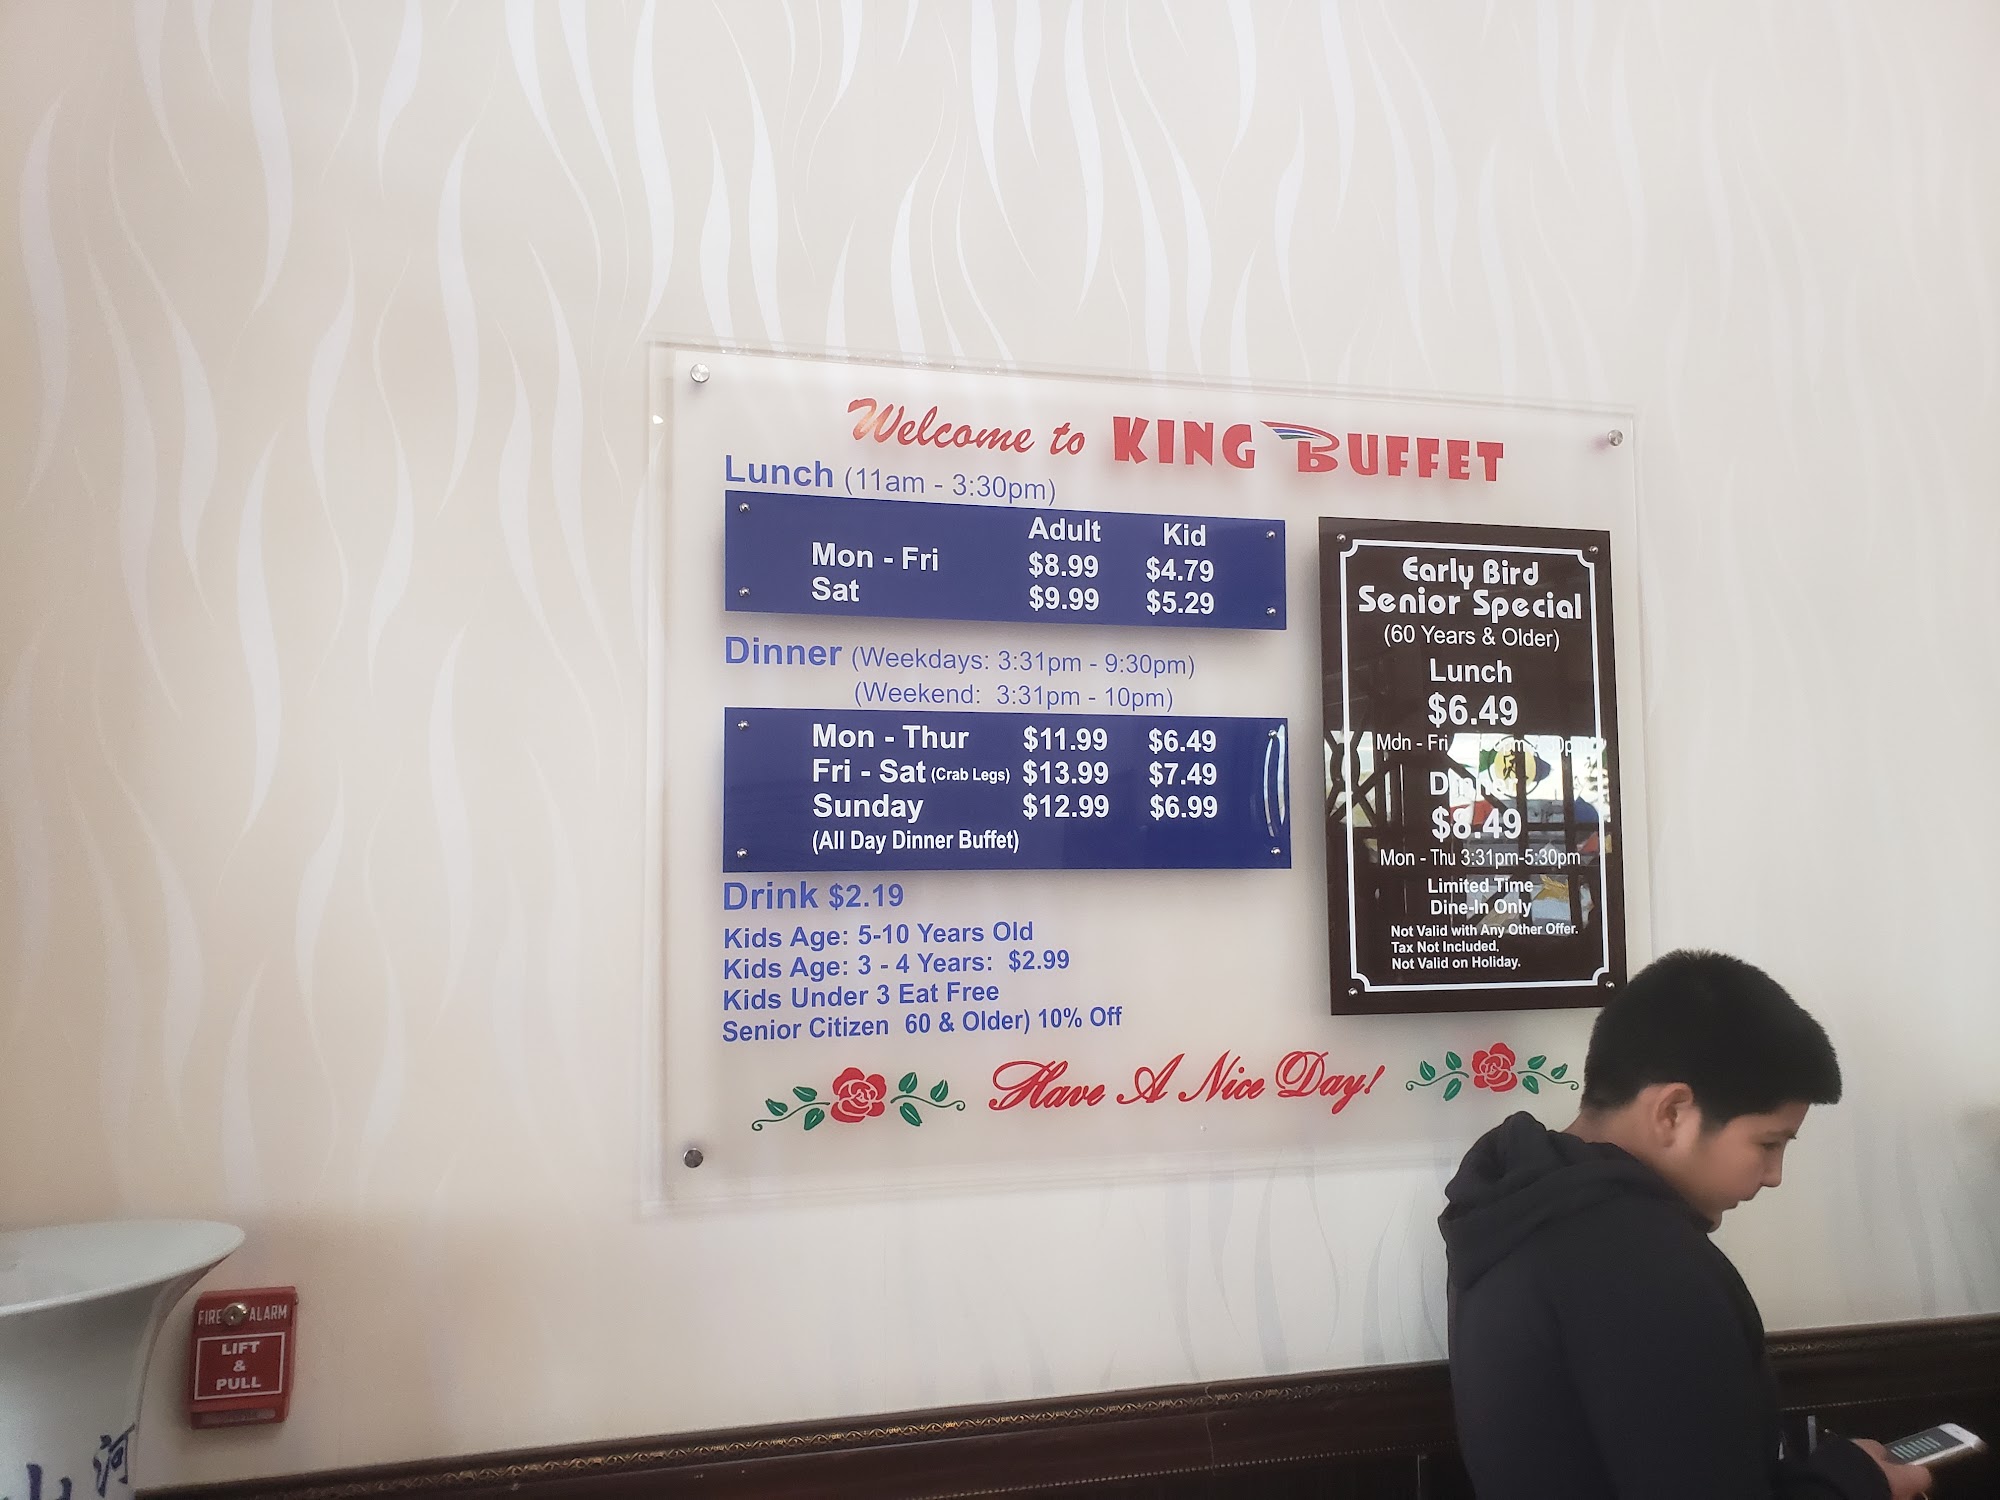 Welcome to KING BUFFET
Lunch (11am - 3:30pm)
Adult Kid
Mon - Fri $8.99 $4.79
Sat $9.99 $5.29
Dinner (Weekdays: 3:31pm - 9:30pm)
(Weekend: 3:31pm - 10pm)
Mon - Thur $11.99 $6.49
Fri - Sat (Crab Legs) $13.99 $7.49
Sunday $12.99 $6.99
(All Day Dinner Buffet)
Drink $2.19
Kids Age: 5-10 Years Old
Kids Age: 3 - 4 Years: $2.99
Kids Under 3 Eat Free
Senior Citizen 60 & Older) 10% Off
Have A Nice Day!
Early Bird
Senior Special
(60 Years & Older)
Lunch
$6.49
Mon - Fri
Dinner
$8.49
Mon - Thu 3:31pm-5:30pm
Limited Time
Dine-In Only
Not Valid with Any Other Offer.
Tax Not Included.
Not Valid on Holiday.
FIRE ALARM
LIFT
&
PULL
河
山